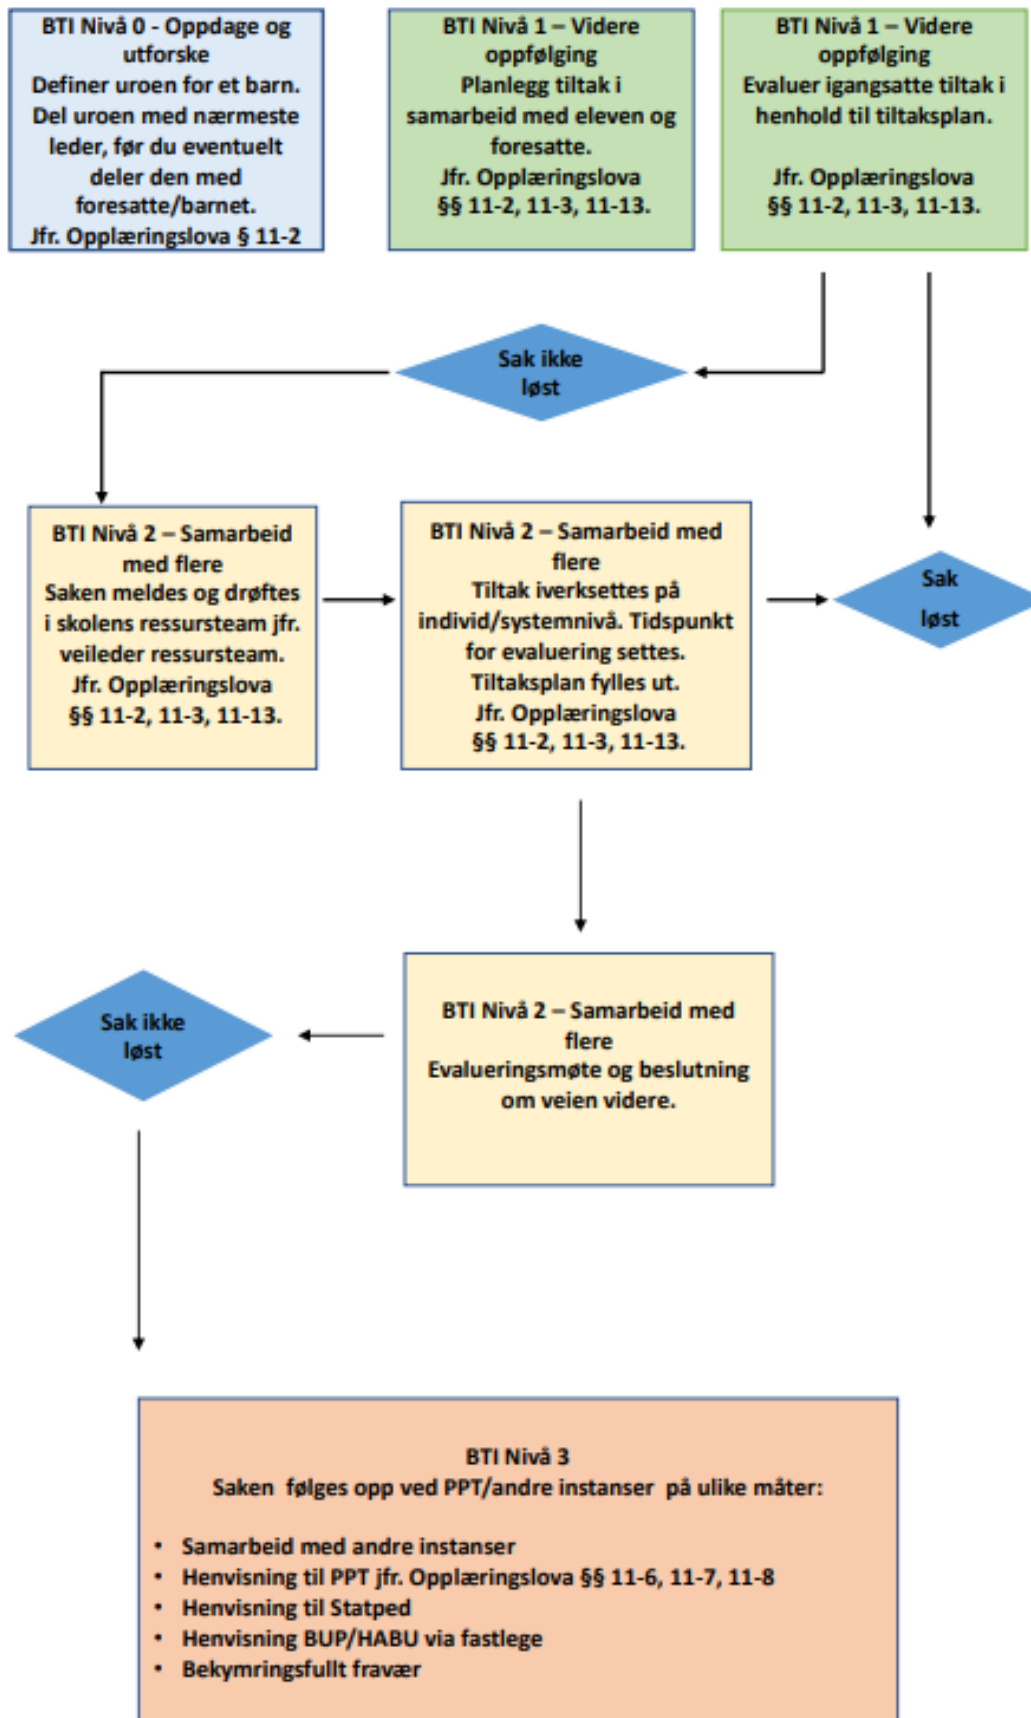 BTI Nivå 0 - Oppdage og
utforske
Definer uroen for et barn.
Del uroen med nærmeste
leder, før du eventuelt
deler den med
foresatte/barnet.
Jfr. Opplæringslova § 11-2
BTI Nivå 1 – Videre
oppfølging
Planlegg tiltak i
samarbeid med eleven og
foresatte.
Jfr. Opplæringslova
§§ 11-2, 11-3, 11-13.
BTI Nivå 1 – Videre
oppfølging
Evaluer igangsatte tiltak i
henhold til tiltaksplan.
Jfr. Opplæringslova
§§ 11-2, 11-3, 11-13.
Sak ikke
løst
BTI Nivå 2 – Samarbeid
med flere
Saken meldes og drøftes
i skolens ressursteam jfr.
veileder ressursteam.
Jfr. Opplæringslova
§§ 11-2, 11-3, 11-13.
BTI Nivå 2 – Samarbeid med
flere
Tiltak iverksettes på
individ/systemnivå. Tidspunkt
for evaluering settes.
Tiltaksplan fylles ut.
Jfr. Opplæringslova
§§ 11-2, 11-3, 11-13.
Sak
løst
Sak ikke
løst
BTI Nivå 2 – Samarbeid med
flere
Evalueringsmøte og beslutning
om veien videre.
BTI Nivå 3
Saken følges opp ved PPT/andre instanser på ulike måter:
• Samarbeid med andre instanser
• Henvisning til PPT jfr. Opplæringslova §§ 11-6, 11-7, 11-8
• Henvisning til Statped
• Henvisning BUP/HABU via fastlege
• Bekymringsfullt fravær